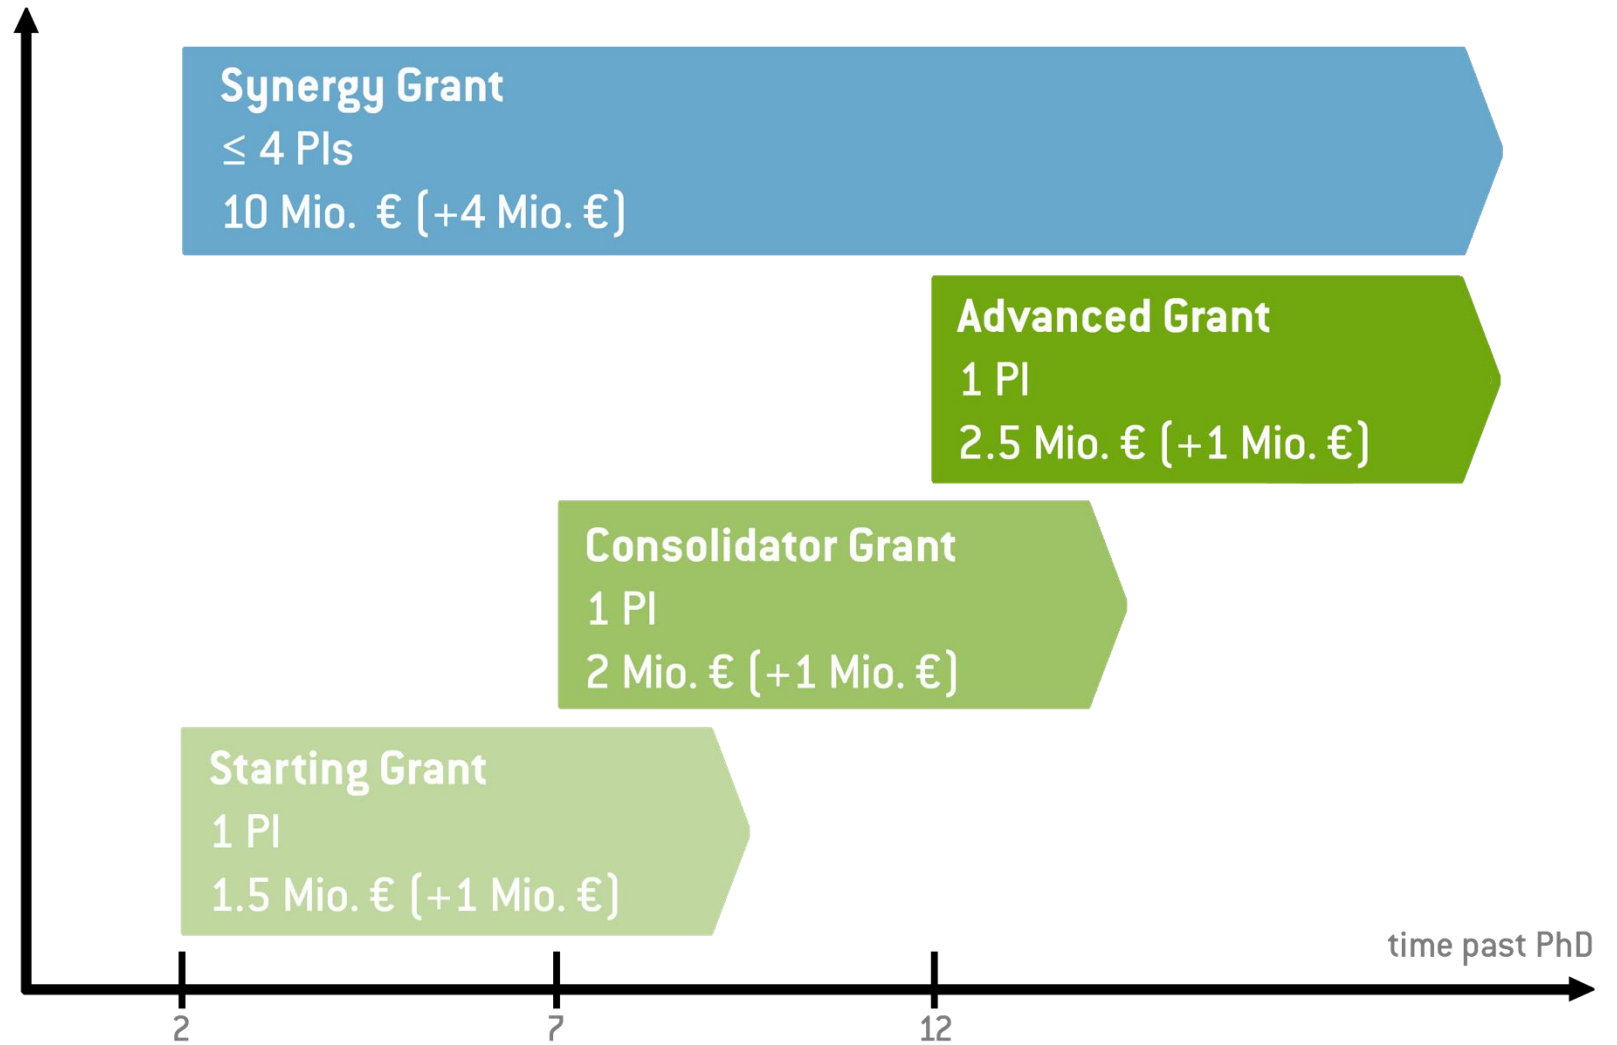 Synergy Grant
≤ 4 PIs
10 Mio. € (+4 Mio. €)
Advanced Grant
1 PI
2.5 Mio. € (+1 Mio. €)
Consolidator Grant
1 PI
2 Mio. € (+1 Mio. €)
Starting Grant
1 PI
1.5 Mio. € (+1 Mio. €)
time past PhD
2
7
12